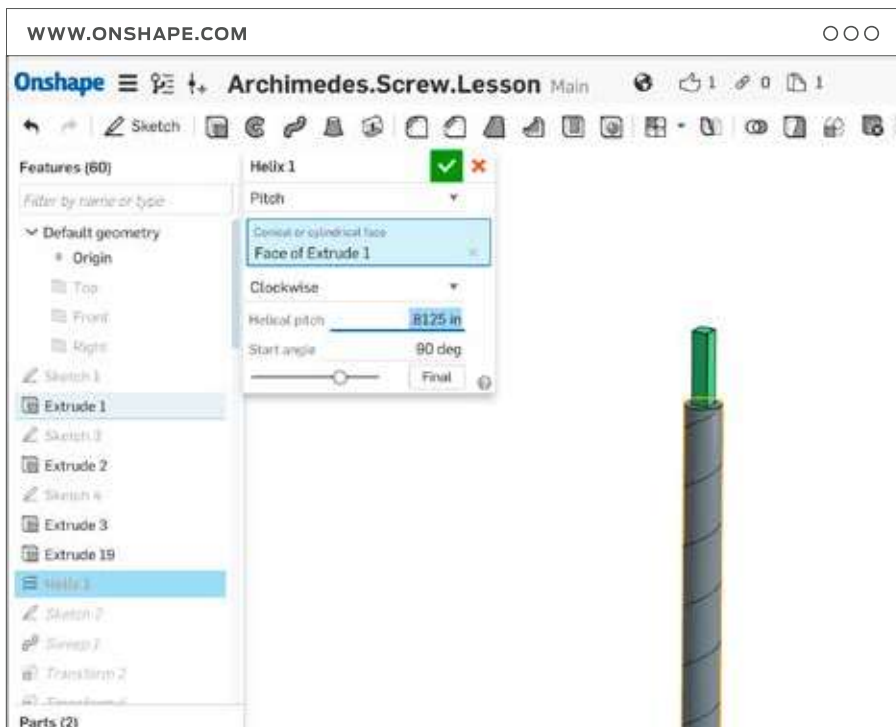 WWW.ONSHAPE.COM
Onshape Archimedes.Screw.Lesson Main 1 0 1
Sketch
Features (60)
Filter by name or type
Default geometry
Origin
Top
Front
Right
Sketch 1
Extrude 1
Sketch 3
Extrude 2
Sketch 4
Extrude 3
Extrude 19
Helix 1
Sketch 2
Sweep 1
Transform 2
Parts (2)
Helix 1
Pitch
Conical or cylindrical face
Face of Extrude 1
Clockwise
Helical pitch 8125 in
Start angle 90 deg
Final